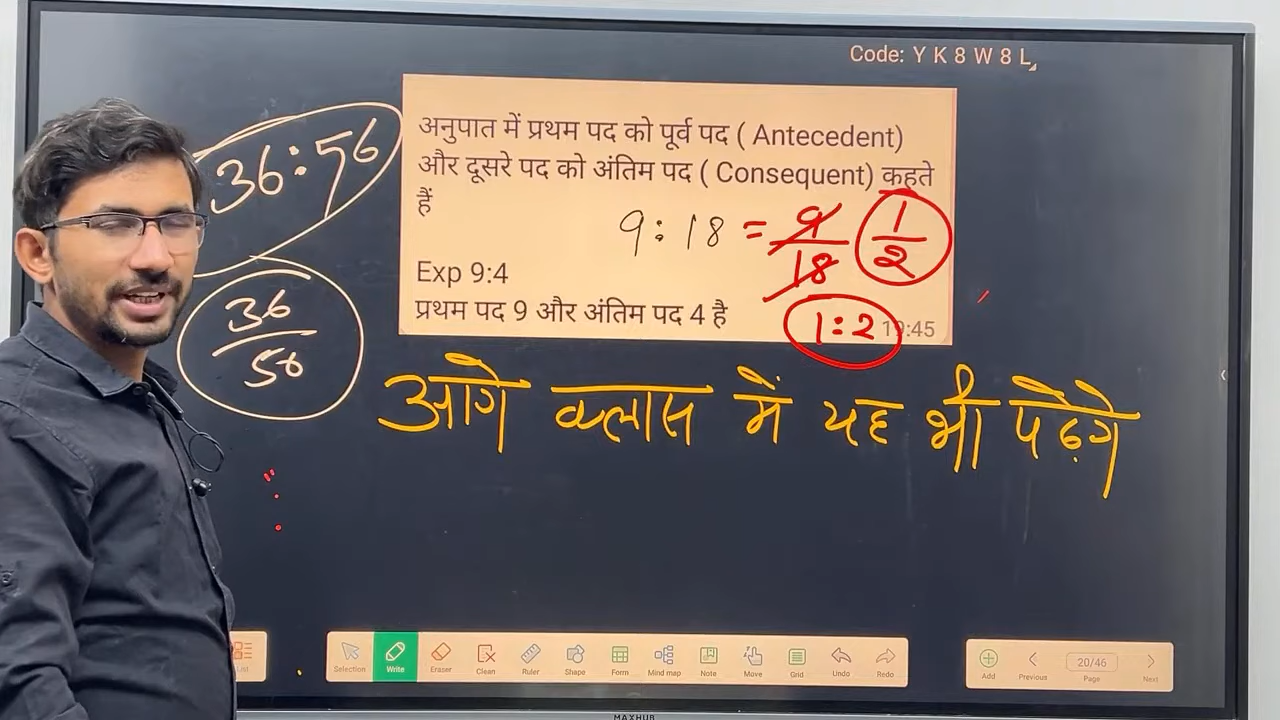 Code: Y K 8 W 8 L
36:56
36
56
अनुपात में प्रथम पद को पूर्व पद ( Antecedent)
और दूसरे पद को अंतिम पद ( Consequent) कहते
हैं
9:18 = 9/18 1/2
Exp 9:4
प्रथम पद 9 और अंतिम पद 4 है
1:2
19:45
आगे क्लास में यह भी पढ़ेगे
Selection Write Eraser Clean Ruler Shape Form Mind map Note Move Grid Undo Redo
Add Previous 20/46 Page Next
MAXHUB